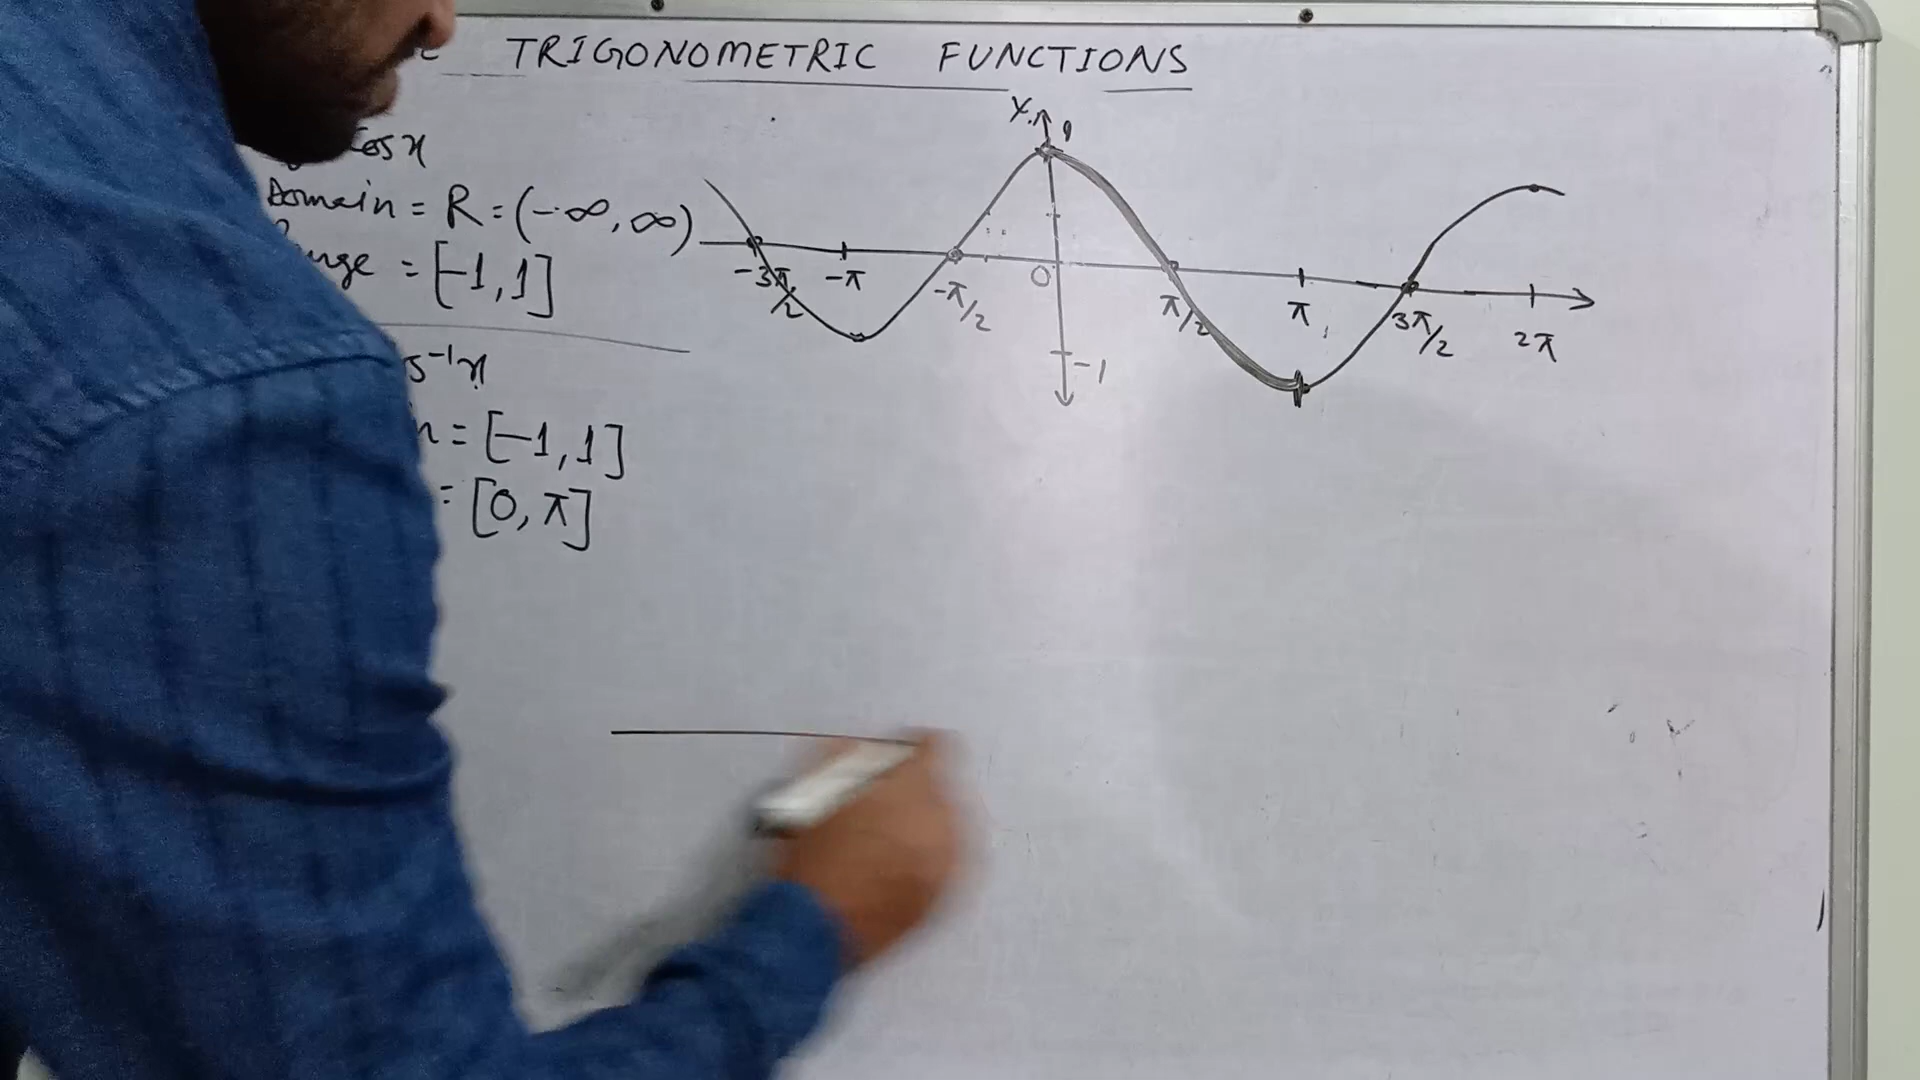 TRIGONOMETRIC FUNCTIONS
Cos x
Domain = R = (-∞, ∞)
= [-1, 1]
s⁻¹x
= [-1, 1]
= [0, π]
Y
1
-3π/2 -π -π/2 0 π/2 π 3π/2 2π
-1